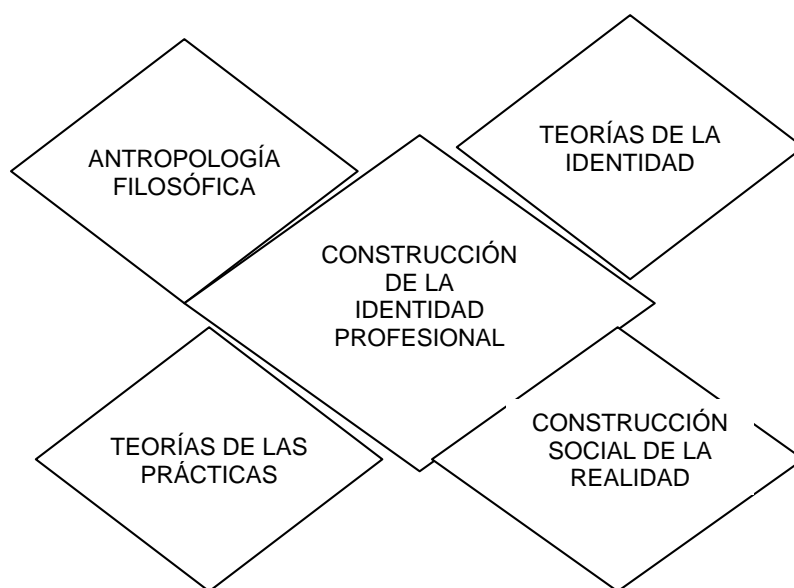 ANTROPOLOGÍA
FILOSÓFICA
TEORÍAS DE LA
IDENTIDAD
CONSTRUCCIÓN
DE LA
IDENTIDAD
PROFESIONAL
TEORÍAS DE LAS
PRÁCTICAS
CONSTRUCCIÓN
SOCIAL DE LA
REALIDAD